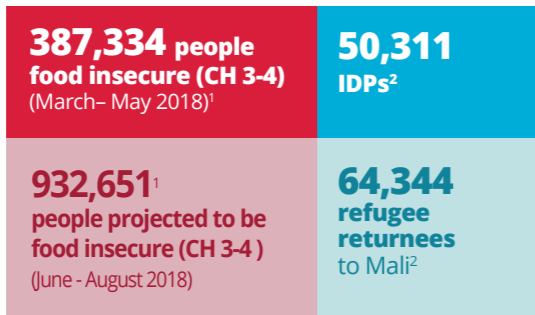 387,334 people
food insecure (CH 3-4)
(March– May 2018)¹
50,311
IDPs²
932,651¹
people projected to be
food insecure (CH 3-4 )
(June - August 2018)
64,344
refugee
returnees
to Mali²